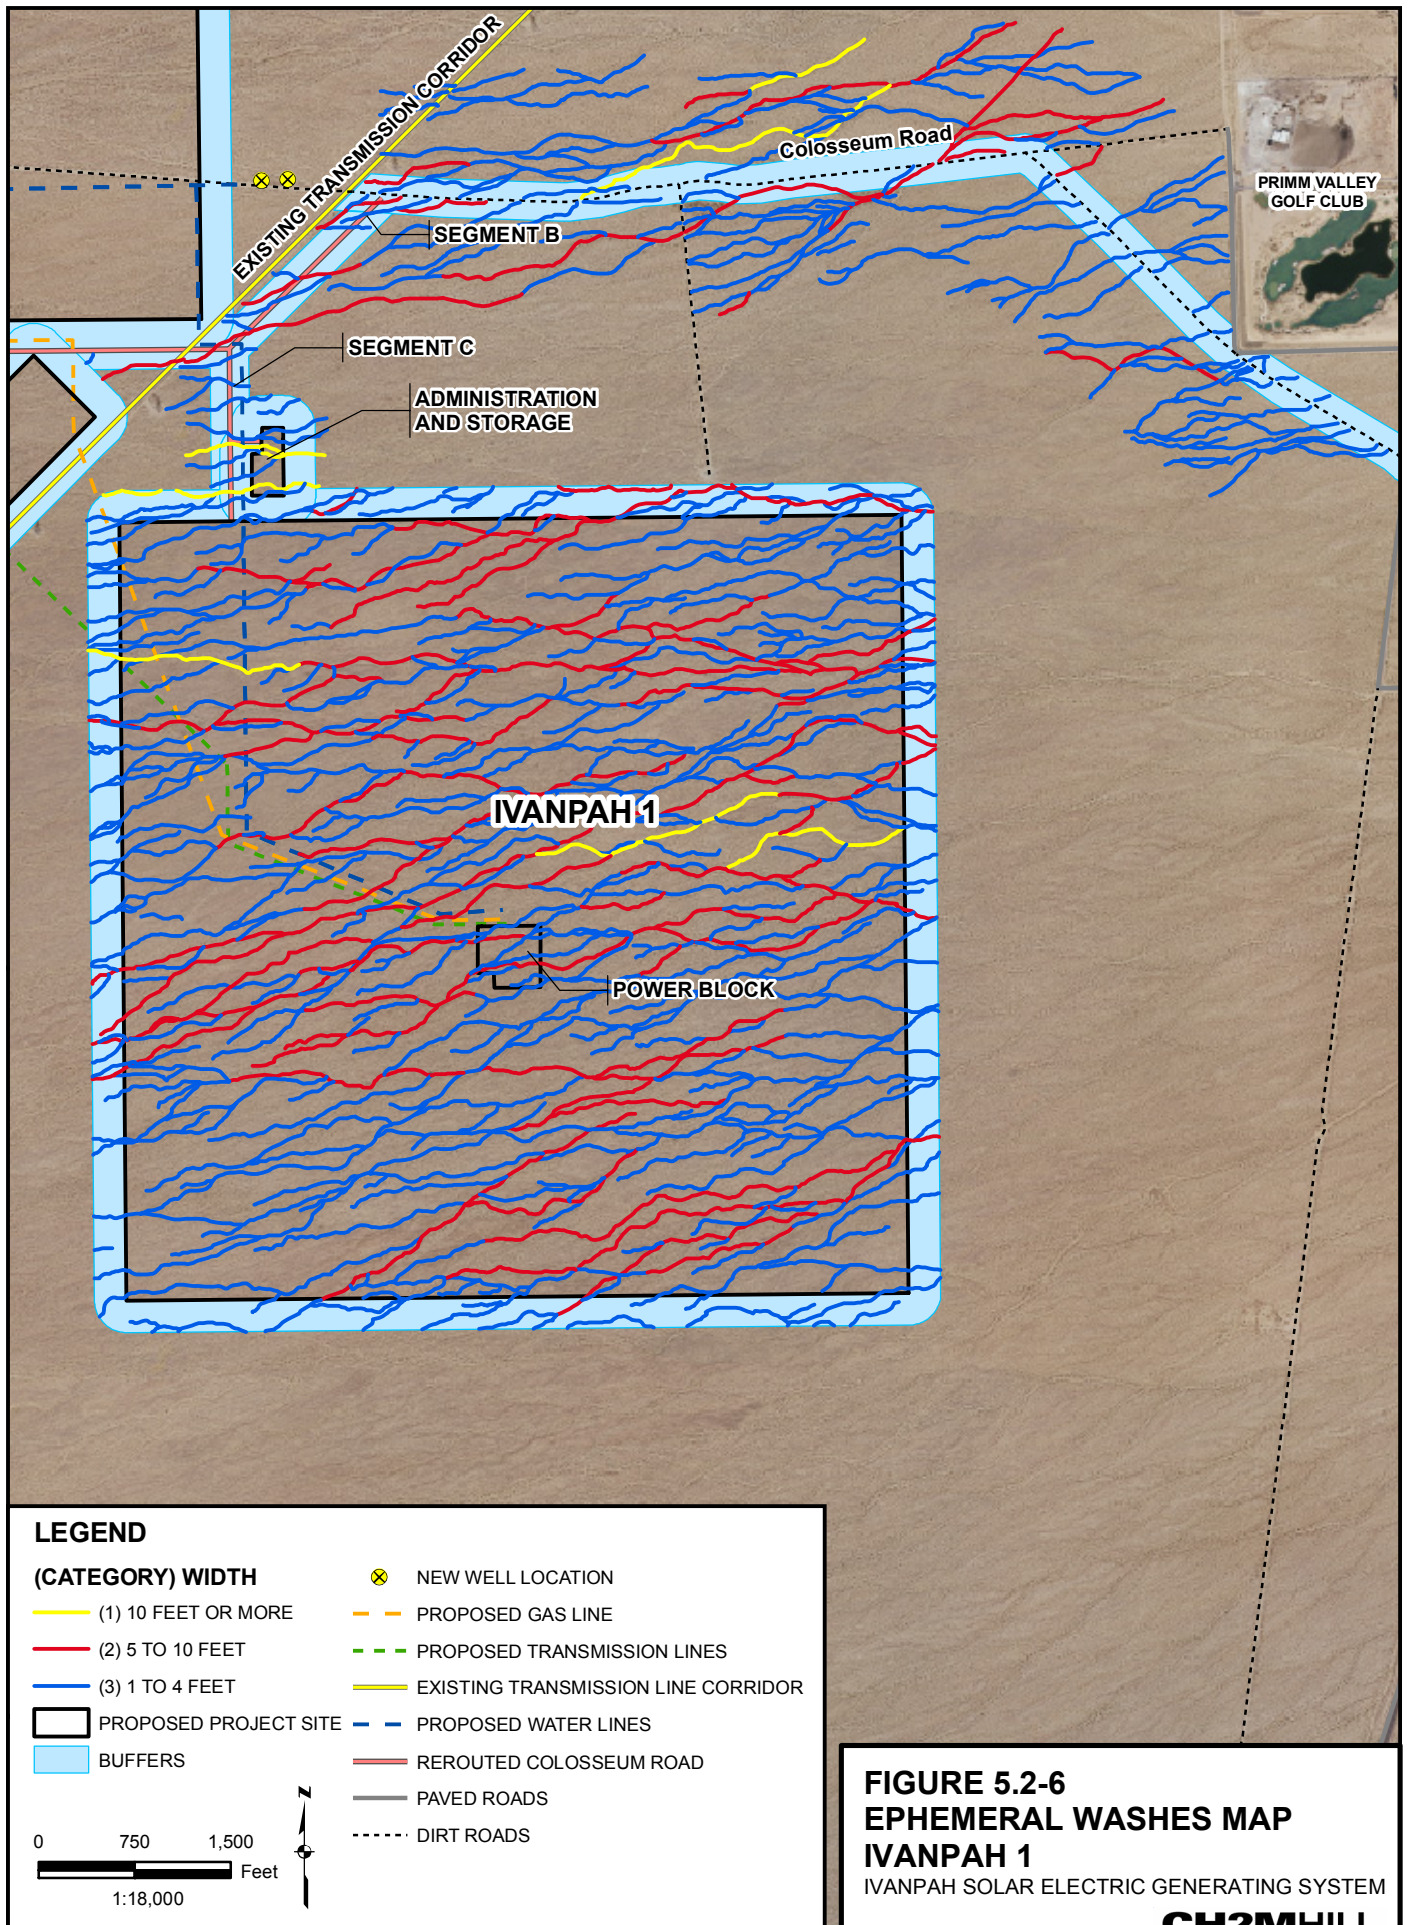 EXISTING TRANSMISSION CORRIDOR
Colosseum Road
PRIMM VALLEY
GOLF CLUB
SEGMENT B
SEGMENT C
ADMINISTRATION
AND STORAGE
IVANPAH 1
POWER BLOCK
LEGEND
(CATEGORY) WIDTH
(1) 10 FEET OR MORE
(2) 5 TO 10 FEET
(3) 1 TO 4 FEET
PROPOSED PROJECT SITE
BUFFERS
NEW WELL LOCATION
PROPOSED GAS LINE
PROPOSED TRANSMISSION LINES
EXISTING TRANSMISSION LINE CORRIDOR
PROPOSED WATER LINES
REROUTED COLOSSEUM ROAD
PAVED ROADS
DIRT ROADS
N
0 750 1,500
Feet
1:18,000
FIGURE 5.2-6
EPHEMERAL WASHES MAP
IVANPAH 1
IVANPAH SOLAR ELECTRIC GENERATING SYSTEM
CH2MHILL